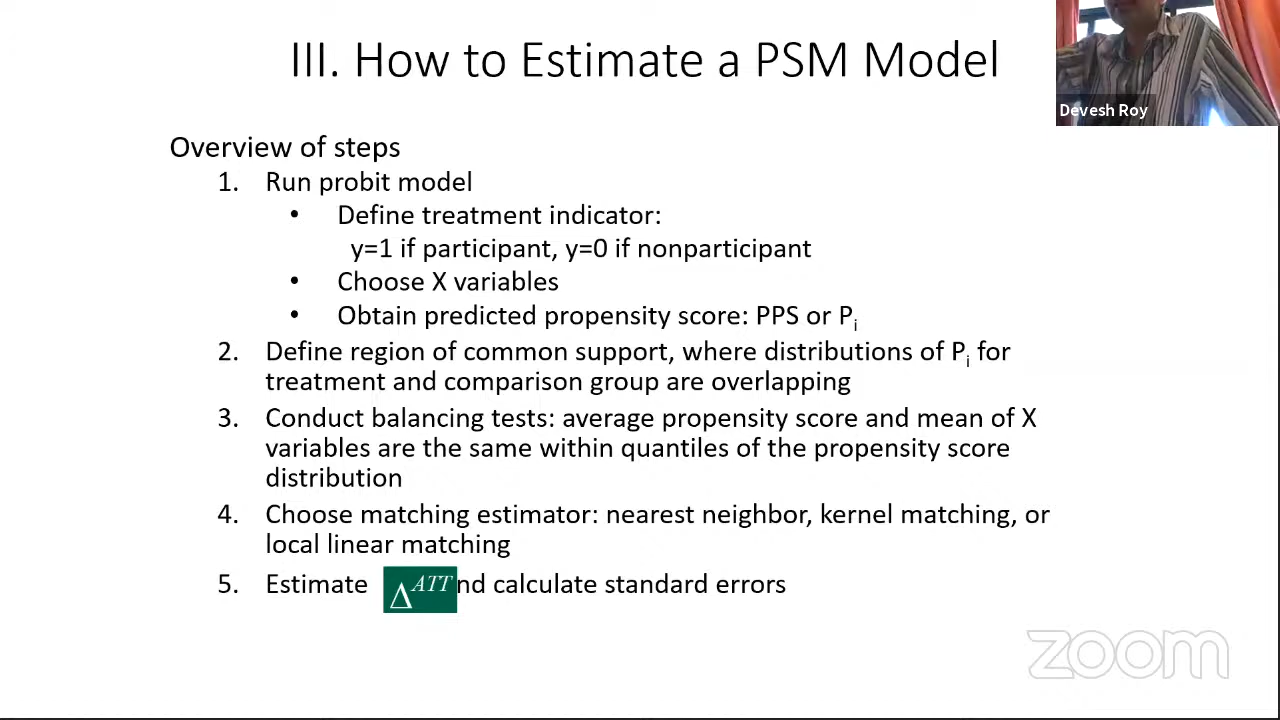 III. How to Estimate a PSM Model
Devesh Roy
Overview of steps
1. Run probit model
• Define treatment indicator:
y=1 if participant, y=0 if nonparticipant
• Choose X variables
• Obtain predicted propensity score: PPS or Pi
2. Define region of common support, where distributions of Pi for
treatment and comparison group are overlapping
3. Conduct balancing tests: average propensity score and mean of X
variables are the same within quantiles of the propensity score
distribution
4. Choose matching estimator: nearest neighbor, kernel matching, or
local linear matching
5. Estimate Δ^ATT nd calculate standard errors
zoom